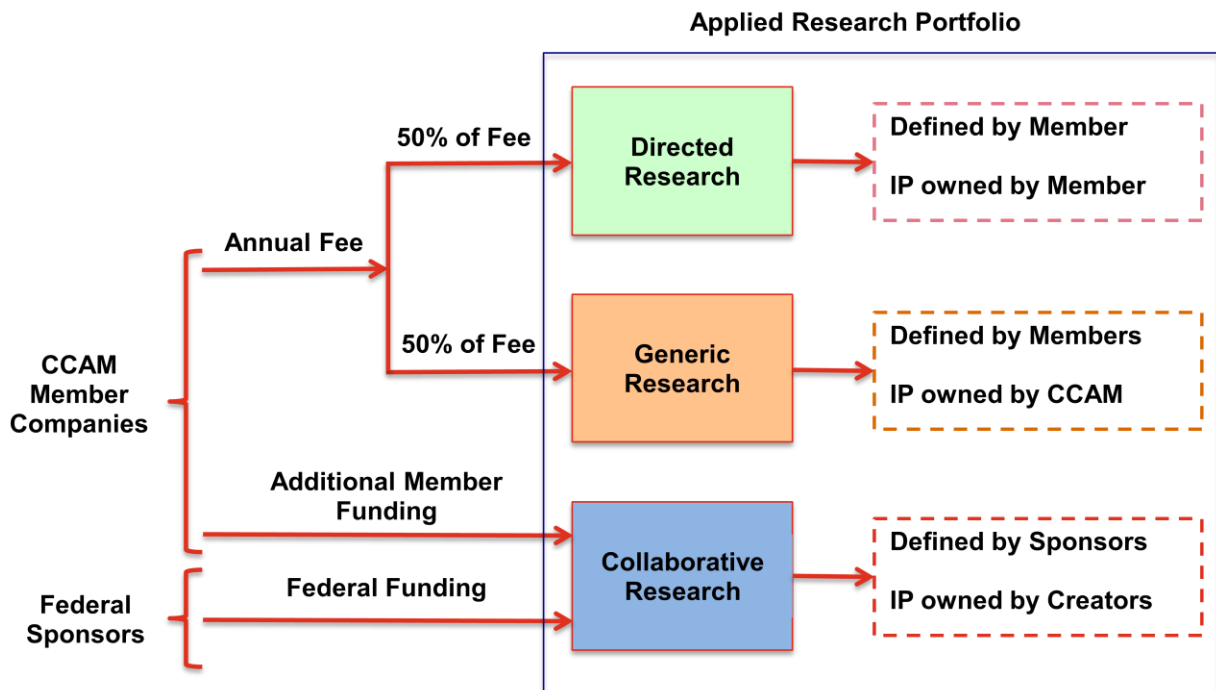 Applied Research Portfolio
50% of Fee
Directed
Research
Defined by Member
IP owned by Member
Annual Fee
50% of Fee
Generic
Research
Defined by Members
IP owned by CCAM
CCAM
Member
Companies
Additional Member
Funding
Collaborative
Research
Defined by Sponsors
IP owned by Creators
Federal Funding
Federal
Sponsors